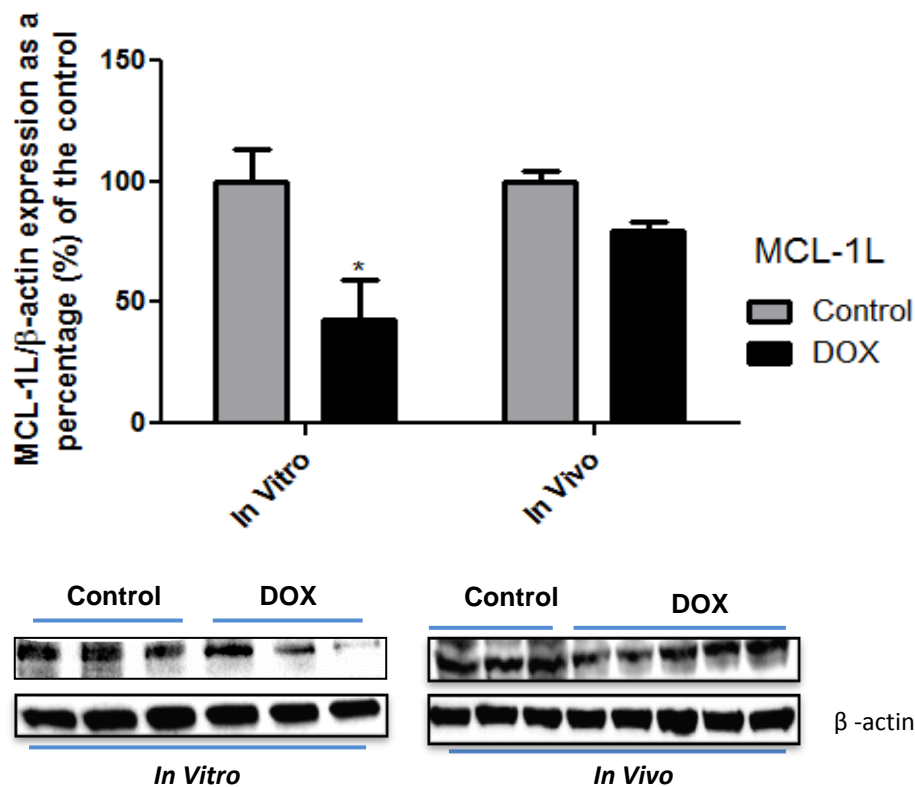 MCL-1L/β-actin expression as a
percentage (%) of the control
150
100
50
0
*
In Vitro
In Vivo
MCL-1L
Control
DOX
Control
DOX
Control
DOX
β -actin
In Vitro
In Vivo